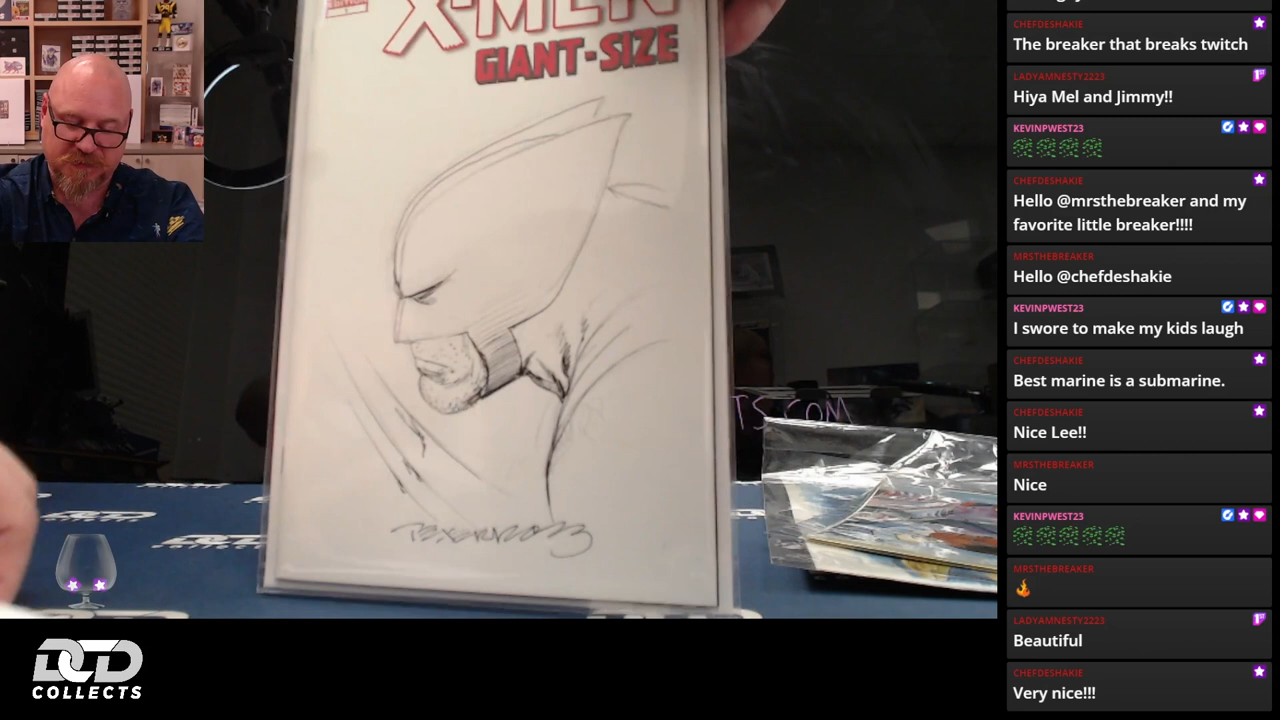 X-MEN
GIANT-SIZE
TS.COM
DCD
COLLECTS
CHEFDESHAKIE
The breaker that breaks twitch
LADYAMNESTY2223
Hiya Mel and Jimmy!!
KEVINPWEST23
CHEFDESHAKIE
Hello @mrsthebreaker and my
favorite little breaker!!!!
MRSTHEBREAKER
Hello @chefdeshakie
KEVINPWEST23
I swore to make my kids laugh
CHEFDESHAKIE
Best marine is a submarine.
CHEFDESHAKIE
Nice Lee!!
MRSTHEBREAKER
Nice
KEVINPWEST23
MRSTHEBREAKER
LADYAMNESTY2223
Beautiful
CHEFDESHAKIE
Very nice!!!